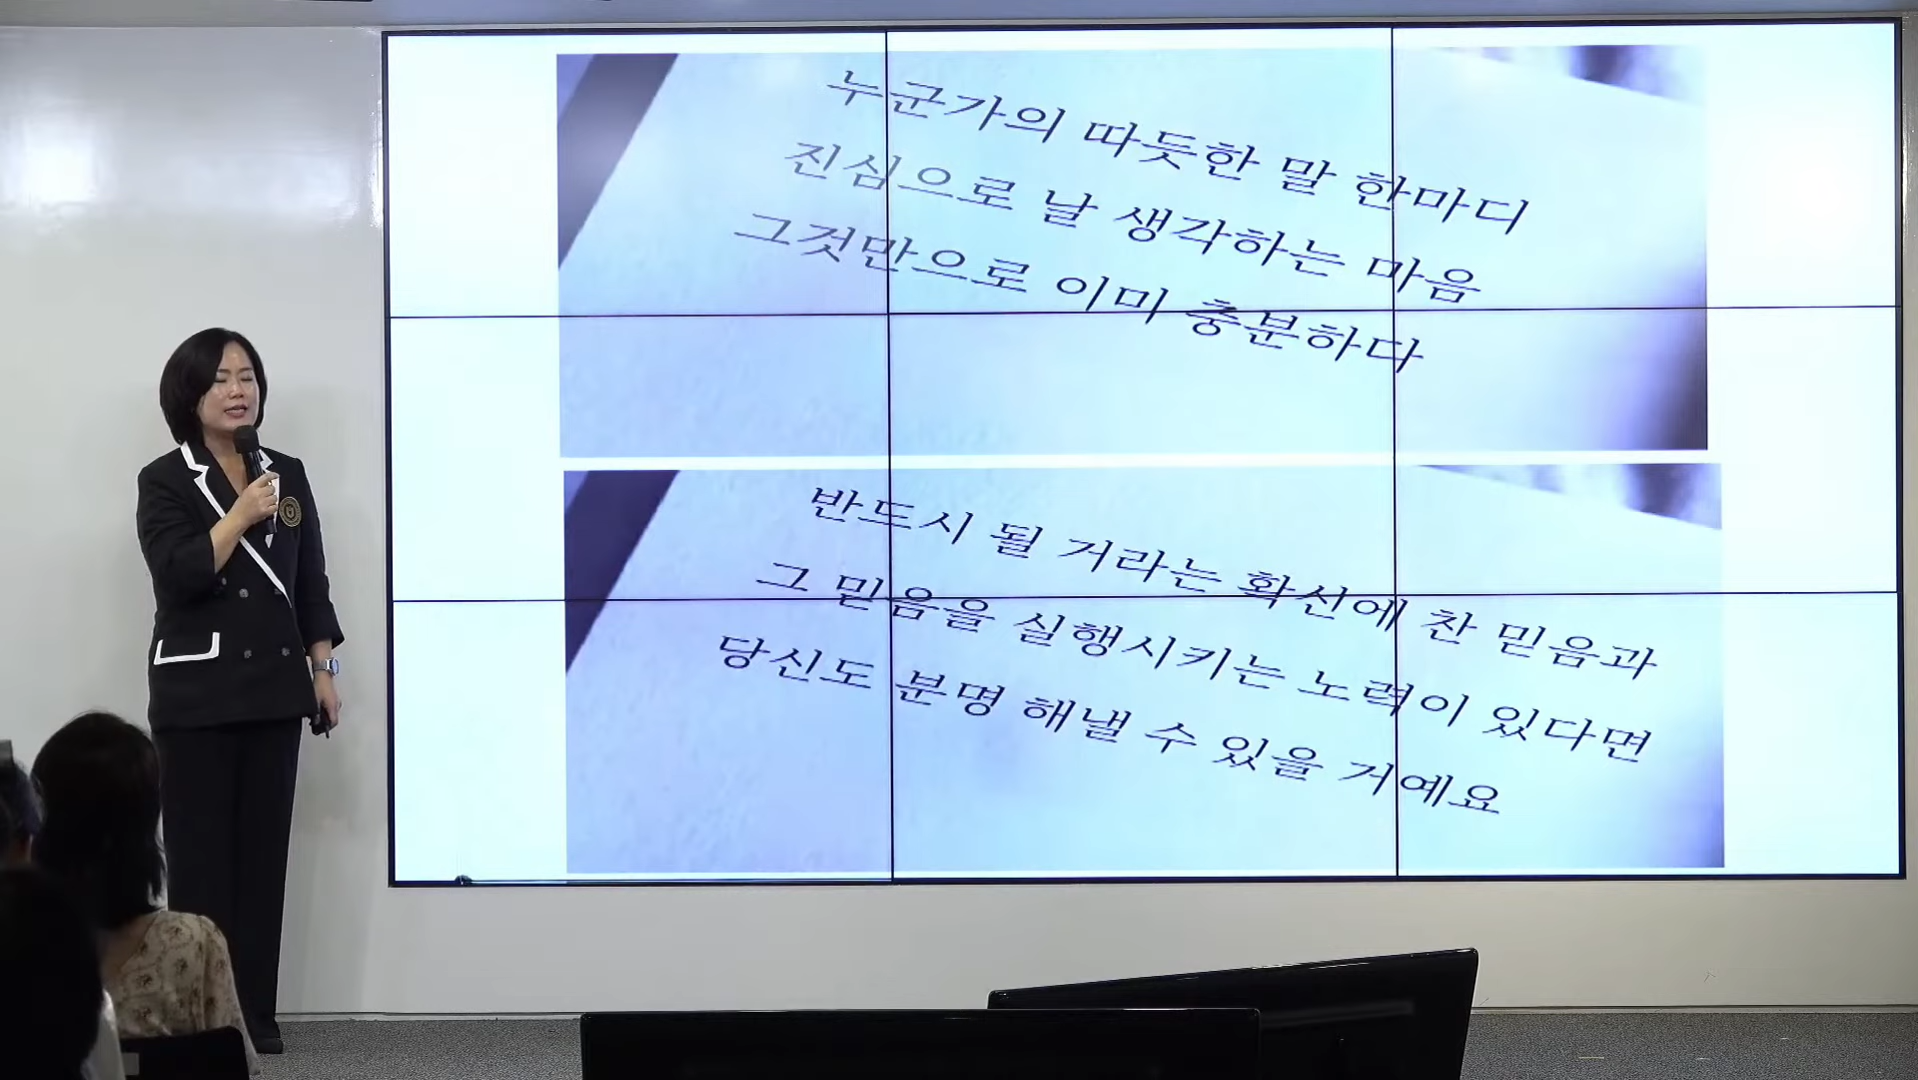 누군가의 따듯한 말 한마디
진심으로 날 생각하는 마음
그것만으로 이미 충분하다
반드시 될 거라는 확신에 찬 믿음과
그 믿음을 실행시키는 노력이 있다면
당신도 분명 해낼 수 있을 거예요